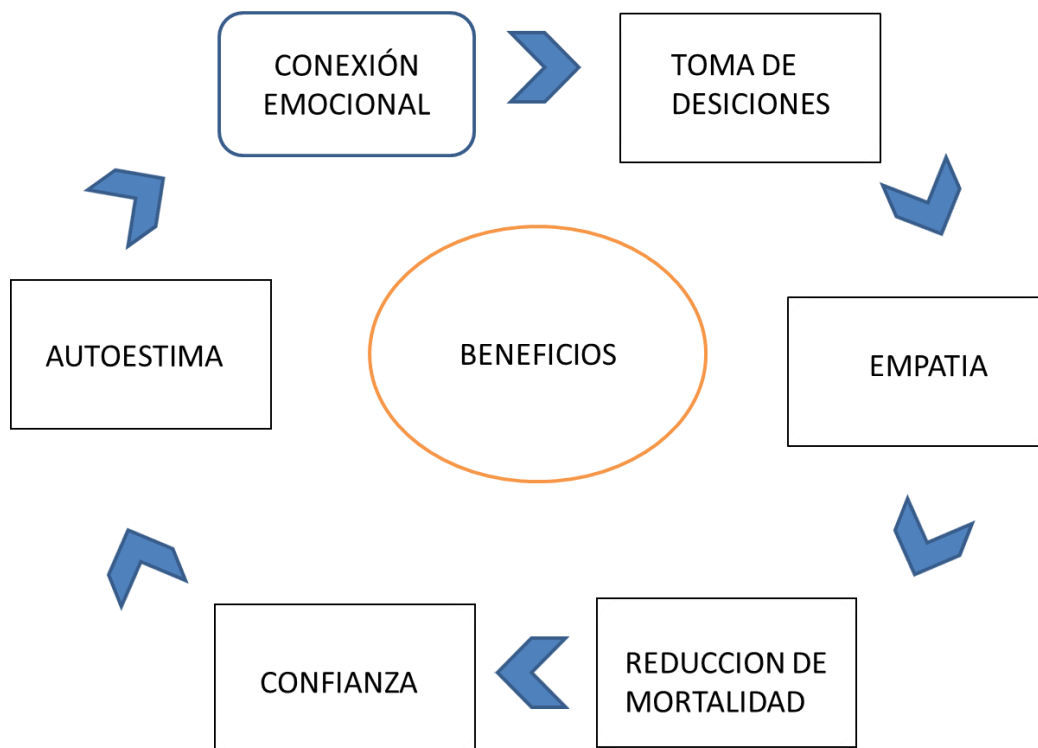 CONEXIÓN
EMOCIONAL
TOMA DE
DESICIONES
AUTOESTIMA
BENEFICIOS
EMPATIA
CONFIANZA
REDUCCION DE
MORTALIDAD